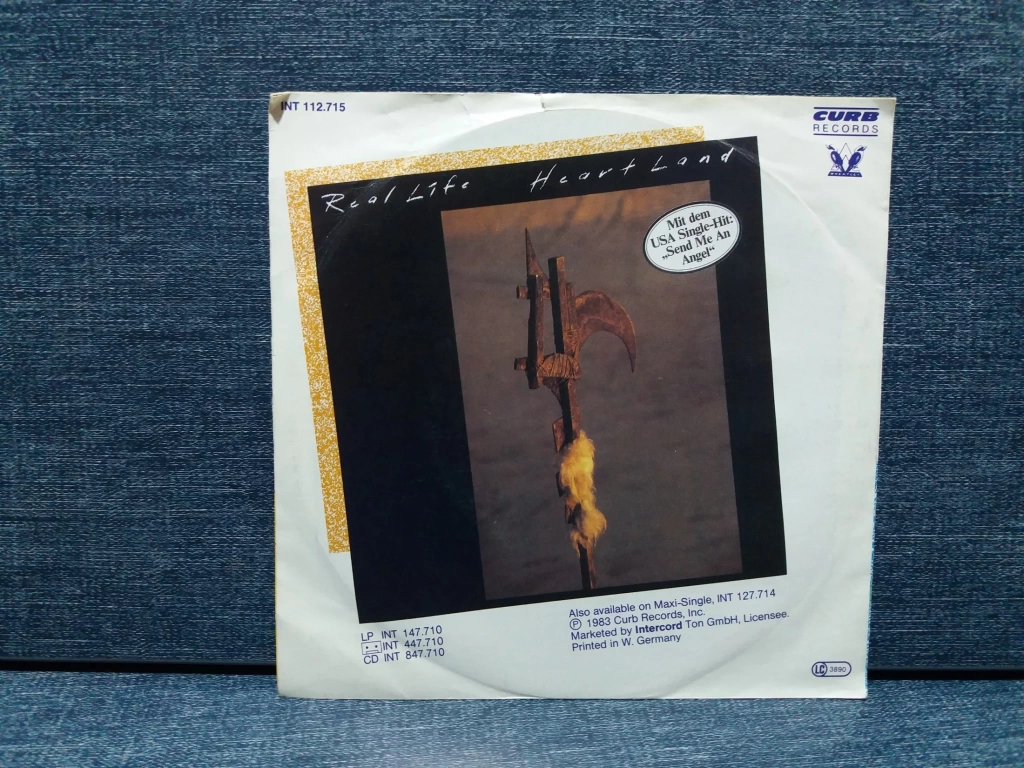 INT 112.715
CURB
RECORDS
Real Life Heart Land
Mit dem
USA Single-Hit:
„Send Me An
Angel“
LP INT 147.710
INT 447.710
CD INT 847.710
Also available on Maxi-Single, INT 127.714
Ⓟ 1983 Curb Records, Inc.
Marketed by Intercord Ton GmbH, Licensee.
Printed in W. Germany
LC 3890